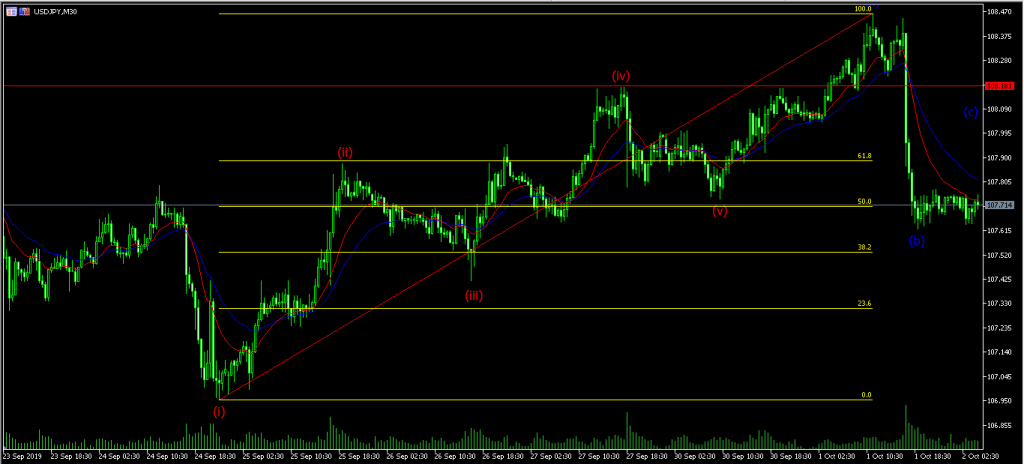 USDJPY,M30
100.0
108.470
108.375
108.280
(iv)
108.181
108.090
(c)
107.995
(ii)
61.8
107.900
107.805
50.0
107.714
(v)
(b)
107.615
38.2
107.520
107.425
(iii)
107.330
23.6
107.235
107.140
107.045
0.0
106.950
(i)
106.855
23 Sep 2019
23 Sep 18:30
24 Sep 02:30
24 Sep 10:30
24 Sep 18:30
25 Sep 02:30
25 Sep 10:30
25 Sep 18:30
26 Sep 02:30
26 Sep 10:30
26 Sep 18:30
27 Sep 02:30
27 Sep 10:30
27 Sep 18:30
30 Sep 02:30
30 Sep 10:30
30 Sep 18:30
1 Oct 02:30
1 Oct 10:30
1 Oct 18:30
2 Oct 02:30